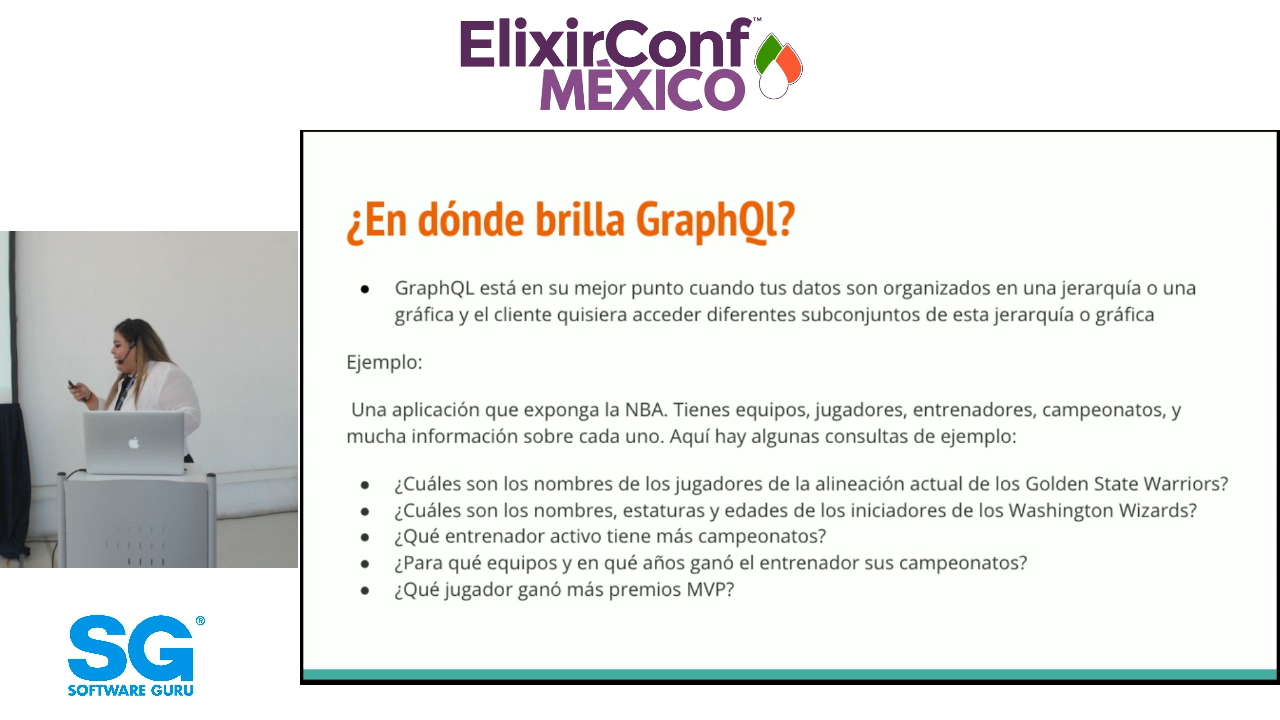 ElixirConf™
MÉXICO
¿En dónde brilla GraphQl?
● GraphQL está en su mejor punto cuando tus datos son organizados en una jerarquía o una
gráfica y el cliente quisiera acceder diferentes subconjuntos de esta jerarquía o gráfica
Ejemplo:
Una aplicación que exponga la NBA. Tienes equipos, jugadores, entrenadores, campeonatos, y
mucha información sobre cada uno. Aquí hay algunas consultas de ejemplo:
● ¿Cuáles son los nombres de los jugadores de la alineación actual de los Golden State Warriors?
● ¿Cuáles son los nombres, estaturas y edades de los iniciadores de los Washington Wizards?
● ¿Qué entrenador activo tiene más campeonatos?
● ¿Para qué equipos y en qué años ganó el entrenador sus campeonatos?
● ¿Qué jugador ganó más premios MVP?
SG®
SOFTWARE GURU